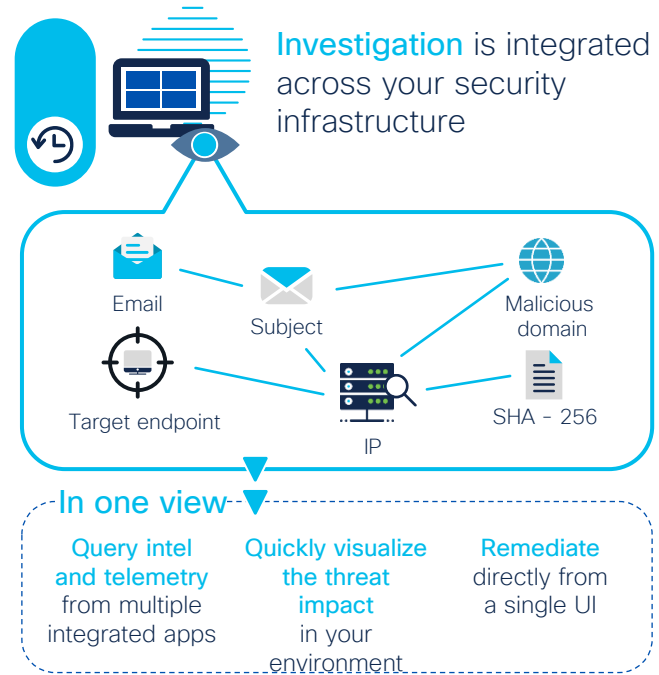 Investigation is integrated
across your security
infrastructure
Email
Subject
Malicious
domain
Target endpoint
IP
SHA - 256
In one view
Query intel
and telemetry
from multiple
integrated apps
Quickly visualize
the threat
impact
in your
environment
Remediate
directly from
a single UI